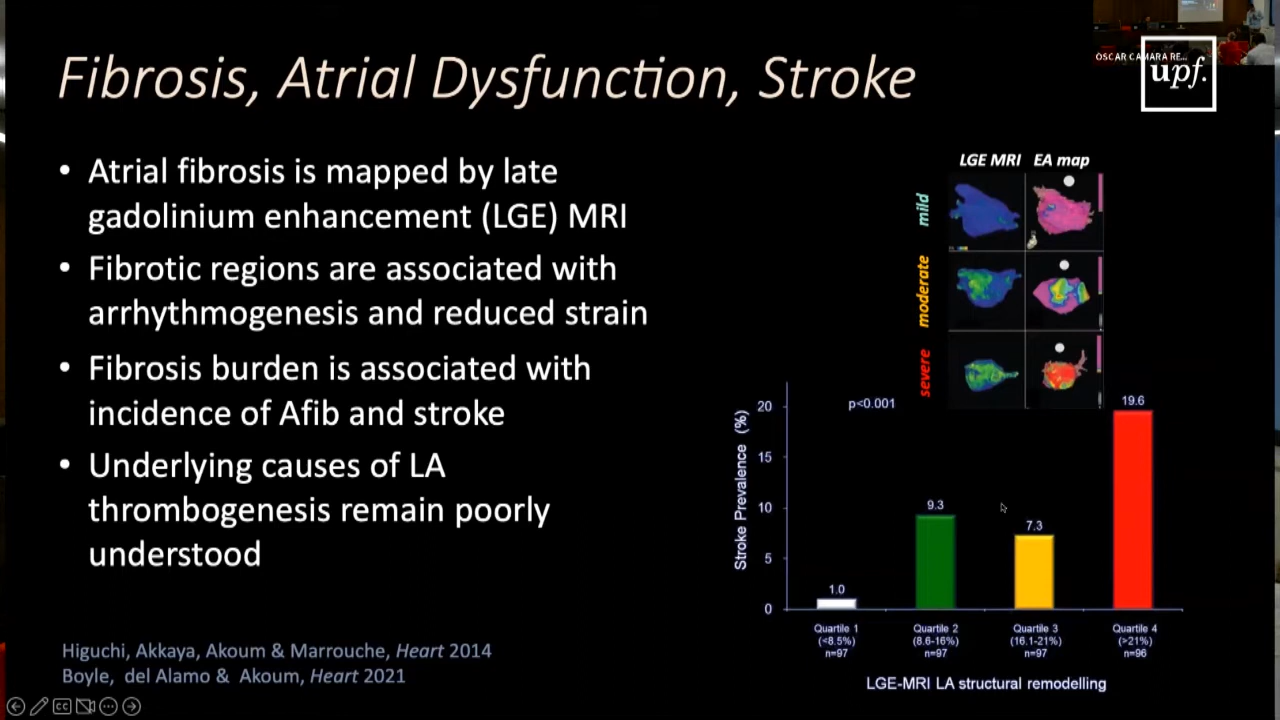 Fibrosis, Atrial Dysfunction, Stroke
OSCAR CAMARA RE...
upf.
• Atrial fibrosis is mapped by late
gadolinium enhancement (LGE) MRI
• Fibrotic regions are associated with
arrhythmogenesis and reduced strain
• Fibrosis burden is associated with
incidence of Afib and stroke
• Underlying causes of LA
thrombogenesis remain poorly
understood
Higuchi, Akkaya, Akoum & Marrouche, Heart 2014
Boyle, del Alamo & Akoum, Heart 2021
LGE MRI EA map
mild
moderate
severe
Stroke Prevalence (%)
20
15
10
5
0
p<0.001
1.0
9.3
7.3
19.6
Quartile 1
(<8.5%)
n=97
Quartile 2
(8.6-16%)
n=97
Quartile 3
(16.1-21%)
n=97
Quartile 4
(>21%)
n=96
LGE-MRI LA structural remodelling
CC